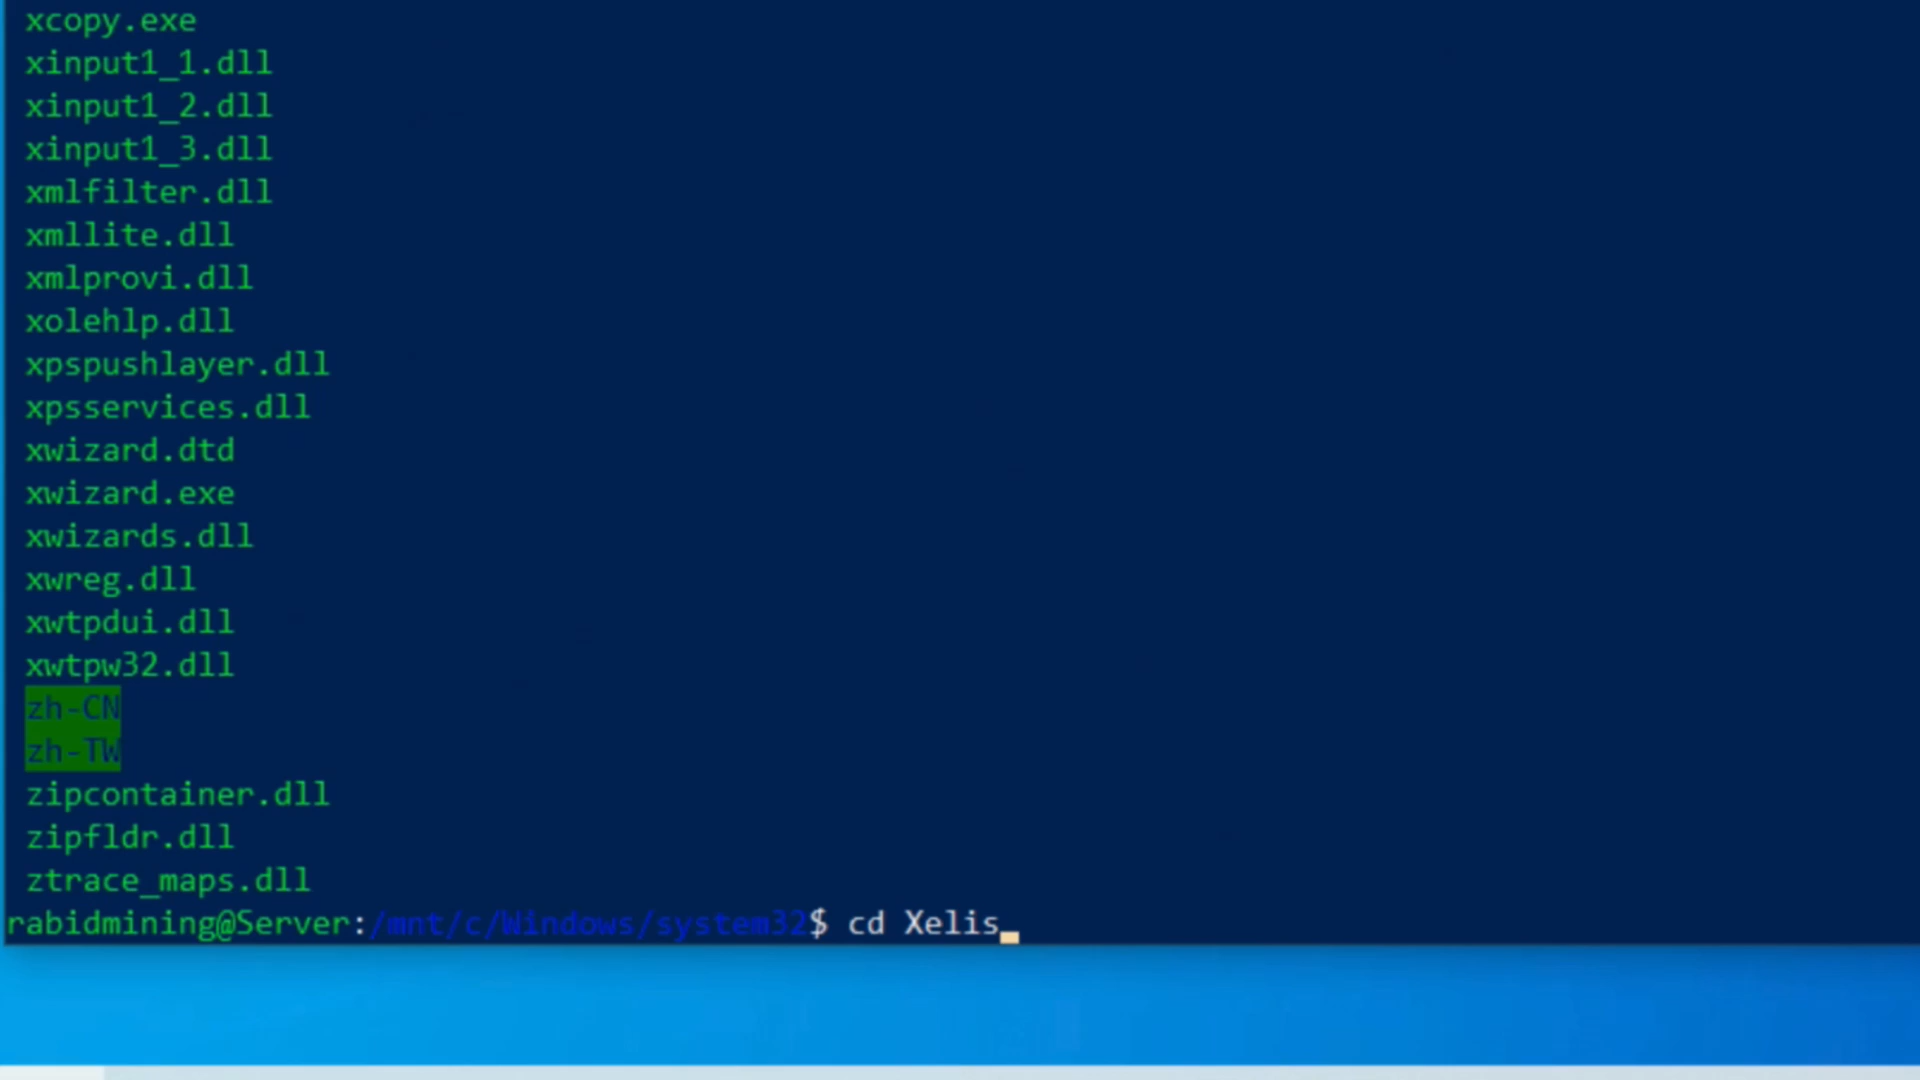 xcopy.exe
xinput1_1.dll
xinput1_2.dll
xinput1_3.dll
xmlfilter.dll
xmllite.dll
xmlprovi.dll
xolehlp.dll
xpspushlayer.dll
xpsservices.dll
xwizard.dtd
xwizard.exe
xwizards.dll
xwreg.dll
xwtpdui.dll
xwtpw32.dll
zh-CN
zh-TW
zipcontainer.dll
zipfldr.dll
ztrace_maps.dll
rabidmining@Server:/mnt/c/Windows/system32$ cd Xelis